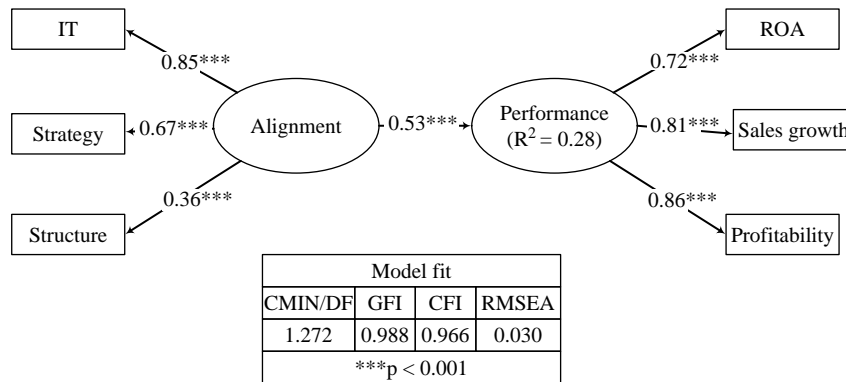 IT
ROA
0.85***
0.72***
Strategy
0.67***
Alignment
0.53***
Performance
(R² = 0.28)
0.81***
Sales growth
0.36***
0.86***
Structure
Profitability
Model fit
CMIN/DF GFI CFI RMSEA
1.272 0.988 0.966 0.030
***p < 0.001